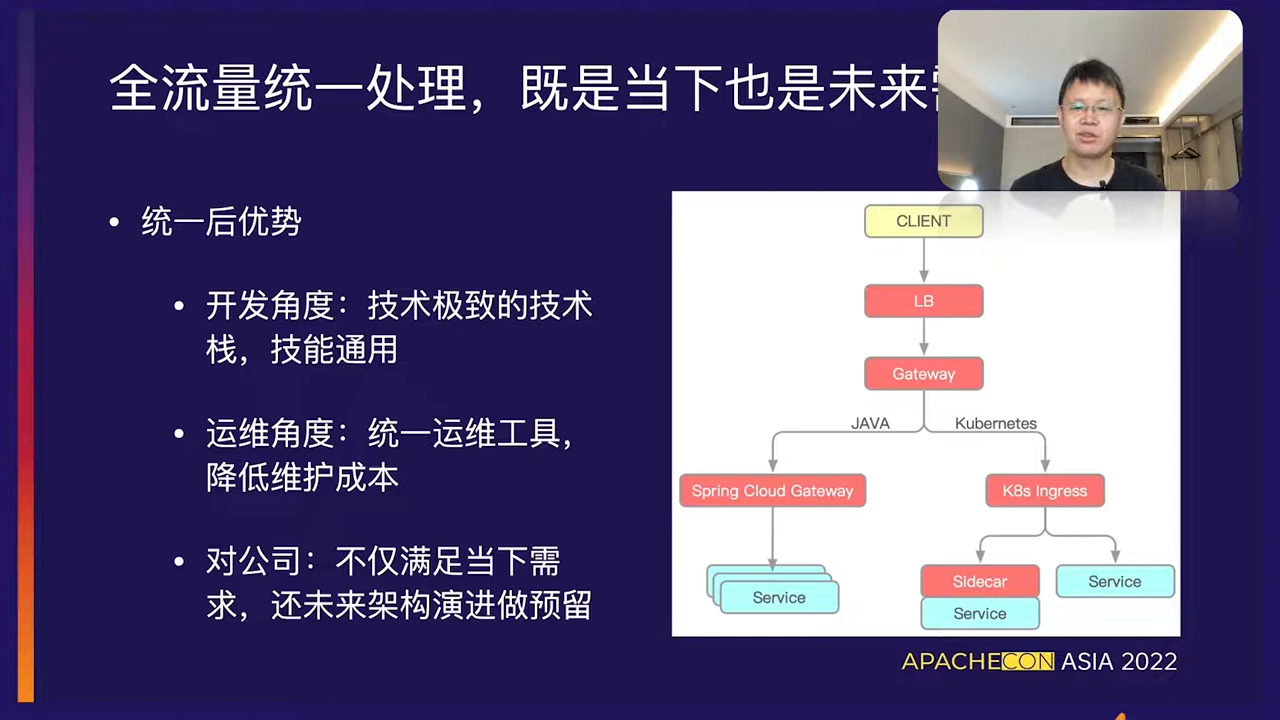 全流量统一处理，既是当下也是未来
统一后优势
开发角度：技术极致的技术
栈，技能通用
运维角度：统一运维工具，
降低维护成本
对公司：不仅满足当下需
求，还未来架构演进做预留
CLIENT
LB
Gateway
JAVA
Kubernetes
Spring Cloud Gateway
K8s Ingress
Service
Sidecar
Service
Service
APACHECON ASIA 2022